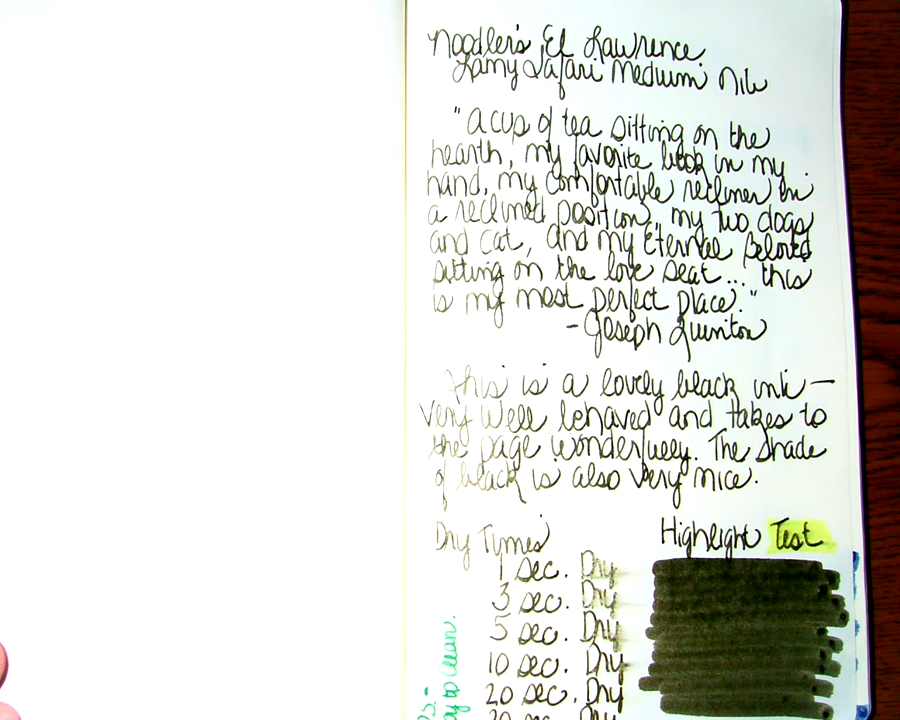 Noodler's El Lawrence
Lamy Safari Medium Nib
"A cup of tea sitting on the
hearth, my favorite book in my
hand, my comfortable recliner in
a reclined position, my two dogs
and cat, and my Eternal Beloved
sitting on the love seat... this
is my most perfect place."
- Joseph Quinton
This is a lovely black ink —
very well behaved and takes to
the page wonderfully. The shade
of black is also very nice.
Dry Times
Highlight Test
1 sec. Dry
3 sec. Dry
5 sec. Dry
10 sec. Dry
20 sec. Dry
sec. Dry
to clean.